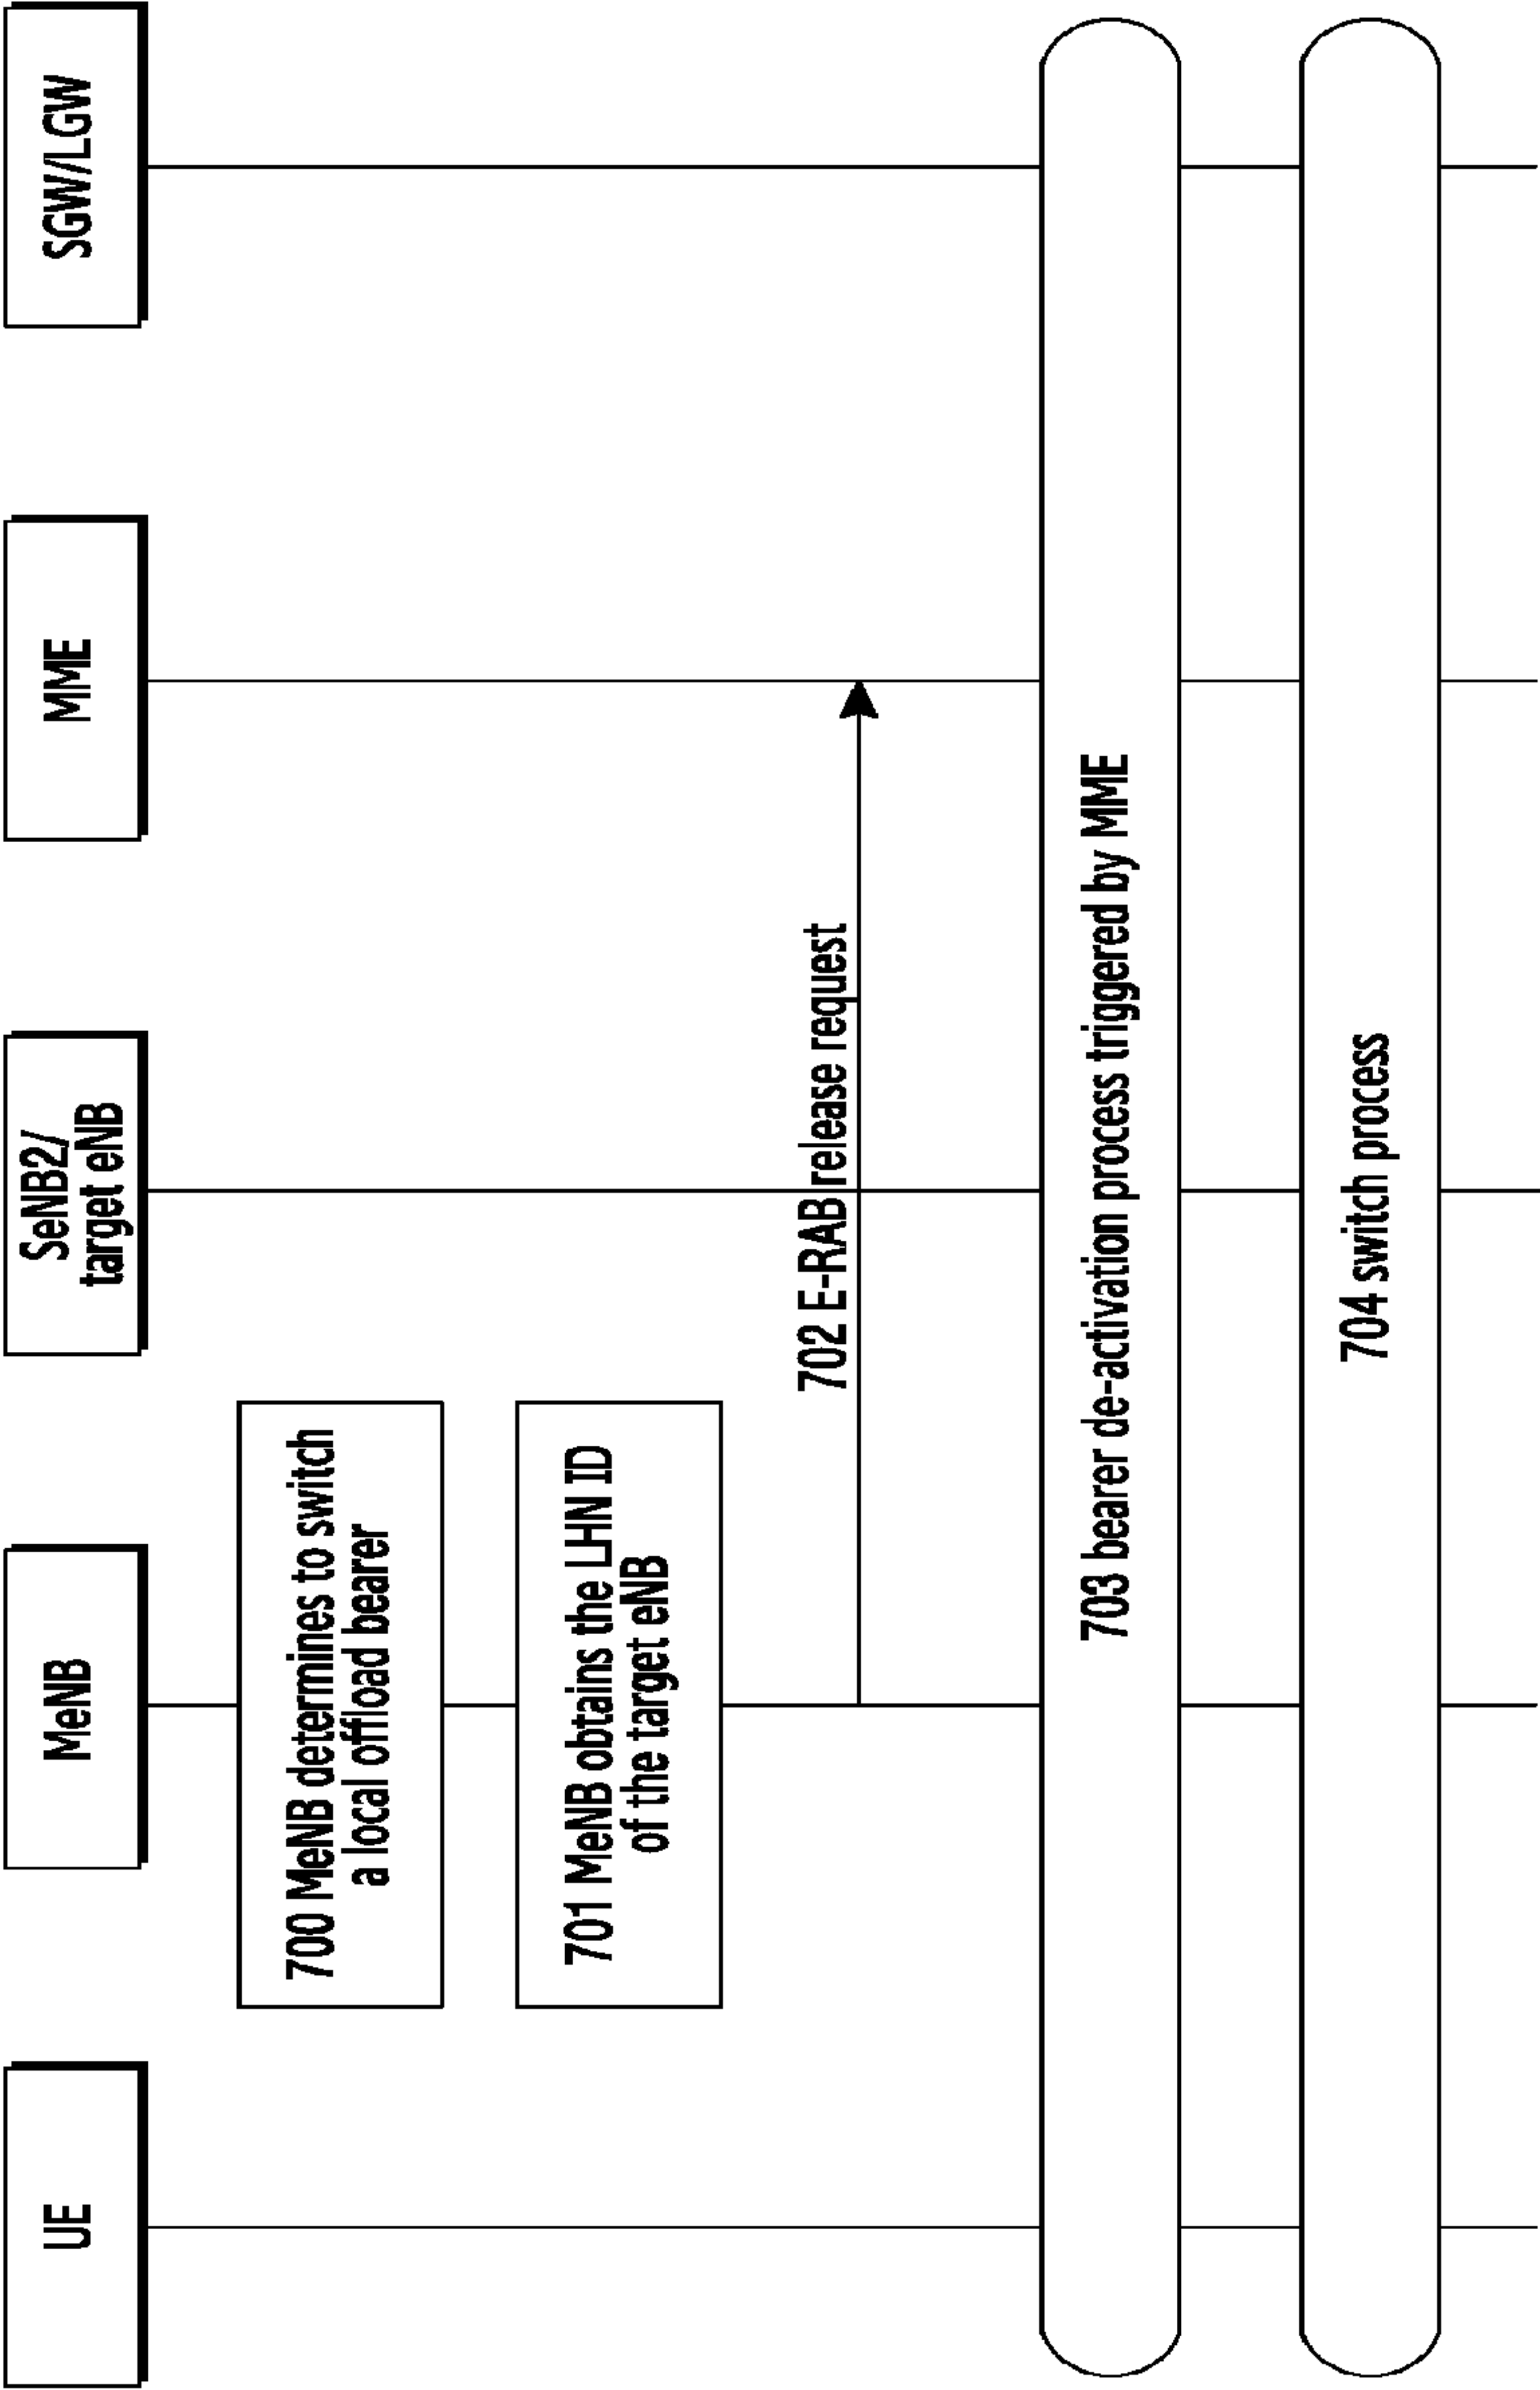 UE
MeNB
SeNB2/
target eNB
MME
SGW/LGW
700 MeNB determines to switch
a local offload bearer
701 MeNB obtains the LHN ID
of the target eNB
702 E-RAB release request
703 bearer de-activation process triggered by MME
704 switch process